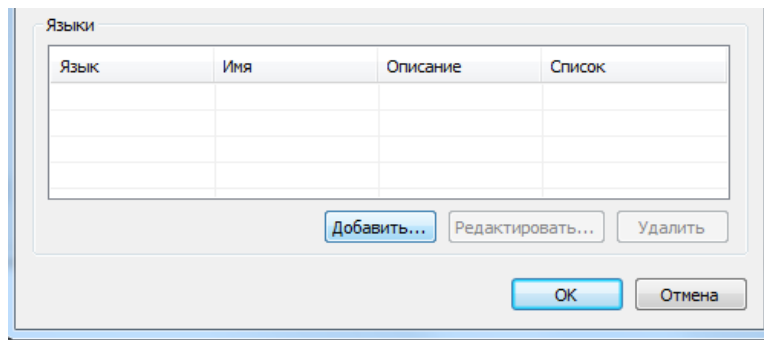 Языки
Язык Имя Описание Список
Добавить... Редактировать... Удалить
OK Отмена